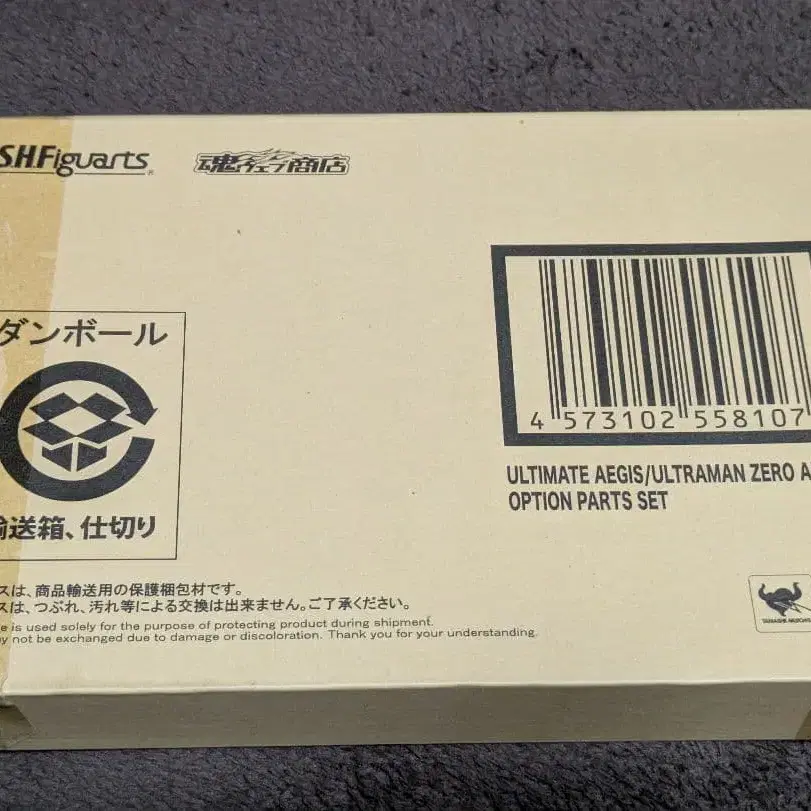 S.H.Figuarts
魂ウェブ商店
ダンボール
4 573102 558107
輸送箱、仕切り
ULTIMATE AEGIS/ULTRAMAN ZERO A
OPTION PARTS SET
スは、商品輸送用の保護梱包材です。
スは、つぶれ、汚れ等による交換は出来ません。ご了承ください。
e is used solely for the purpose of protecting product during shipment.
y not be exchanged due to damage or discoloration. Thank you for your understanding.
TAMASHII NATIONS